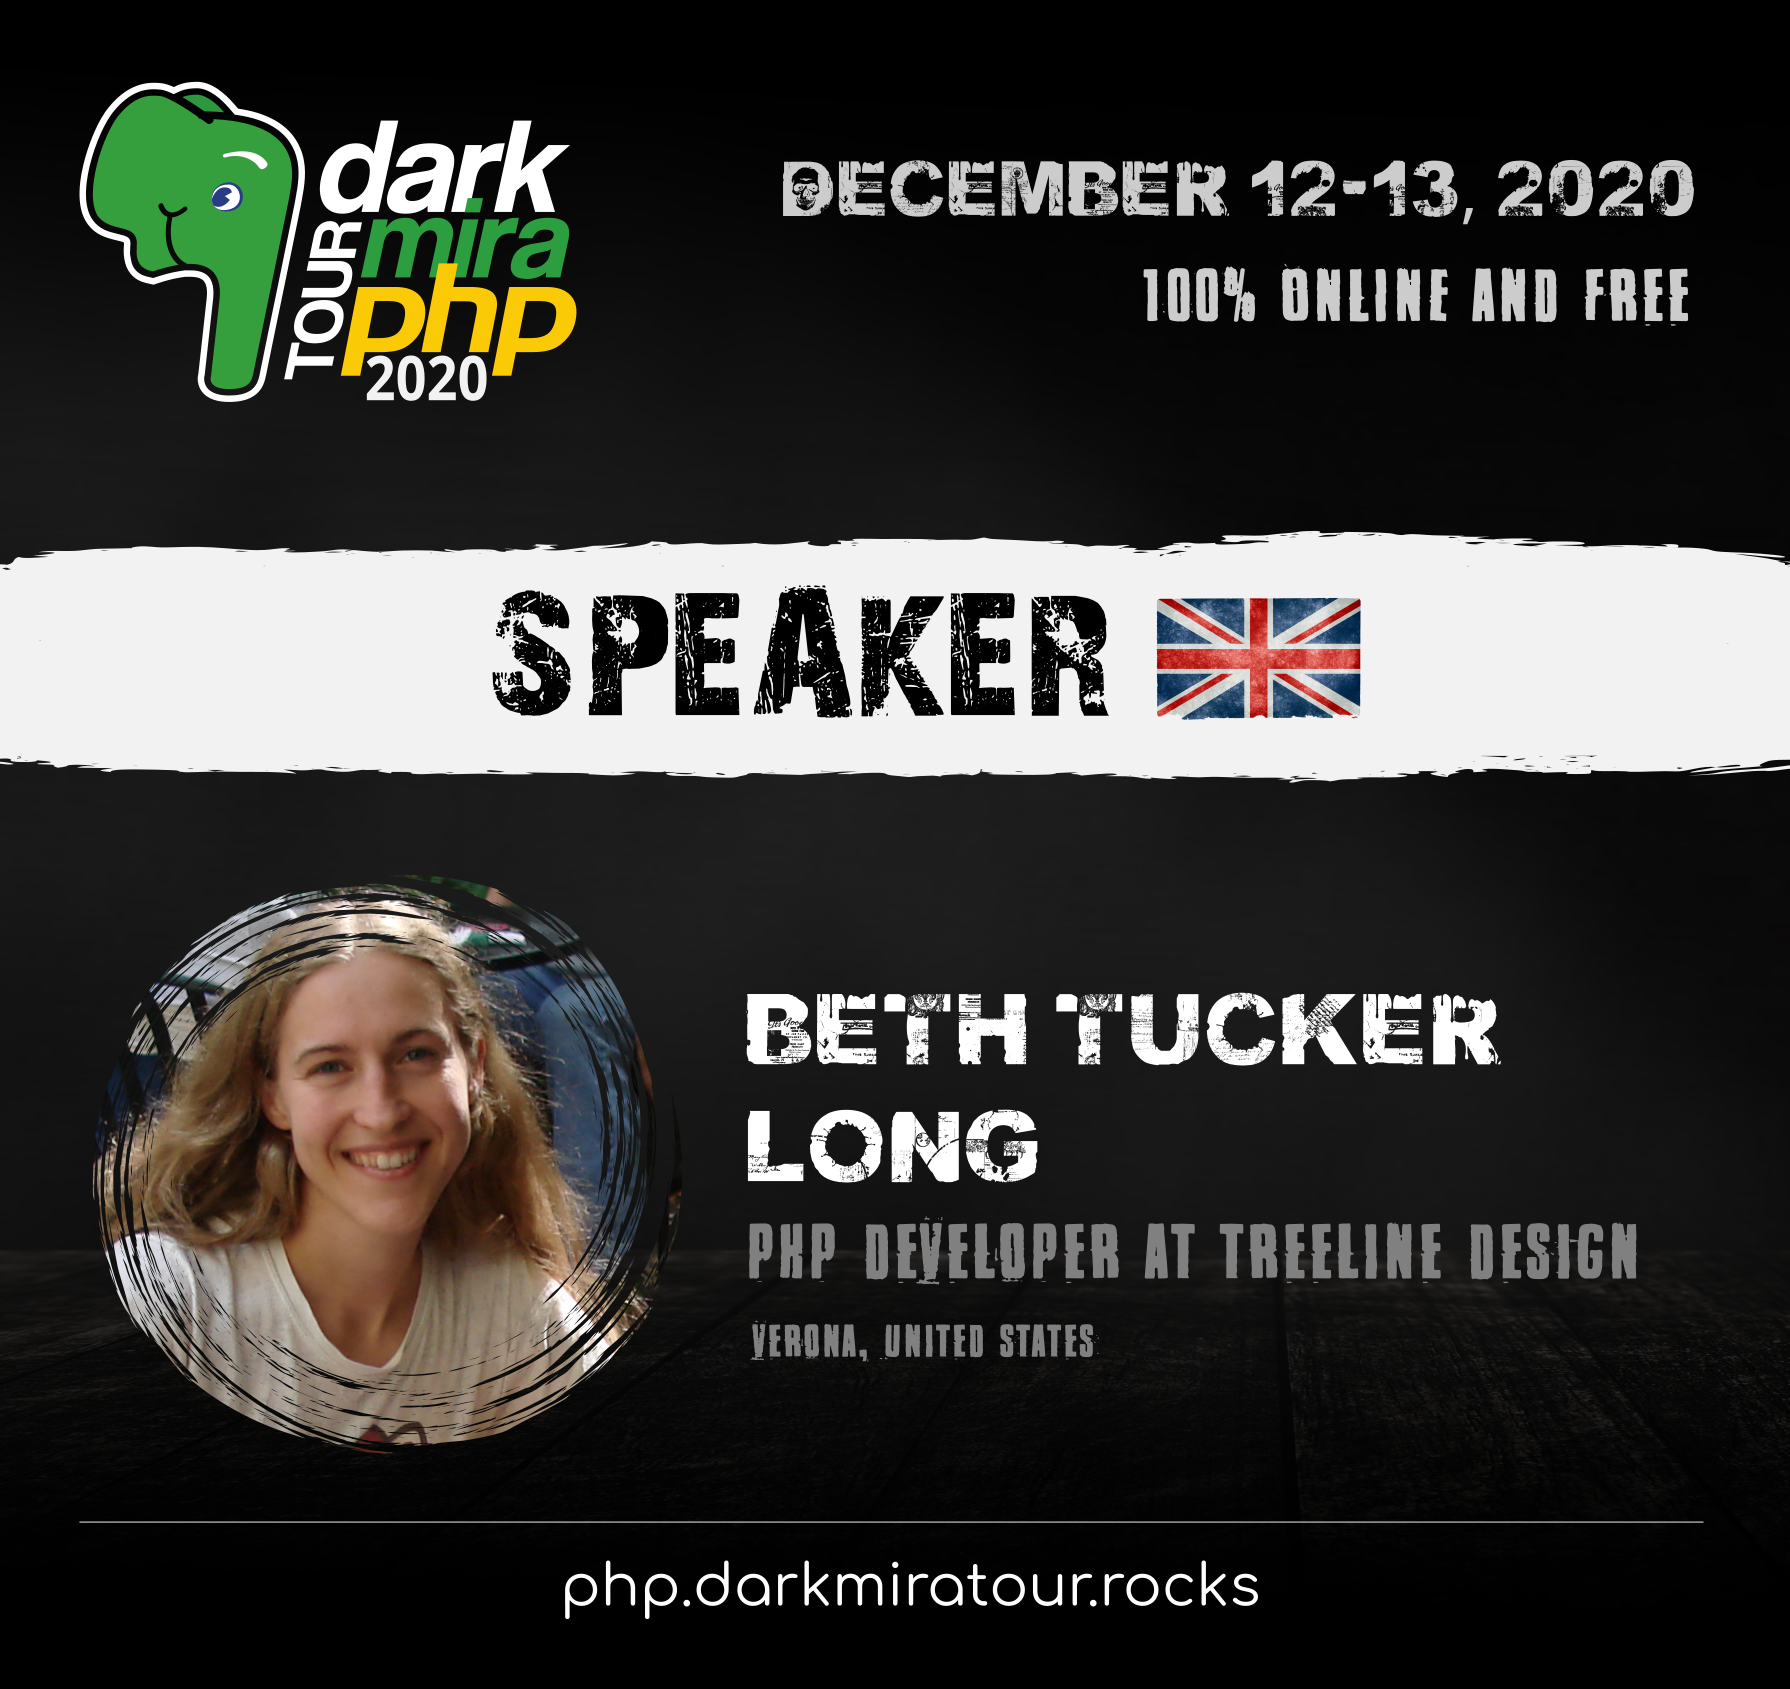 dark
mira
php
TOUR
2020
DECEMBER 12-13, 2020
100% ONLINE AND FREE
SPEAKER
BETH TUCKER
LONG
PHP DEVELOPER AT TREELINE DESIGN
VERONA, UNITED STATES
php.darkmiratour.rocks